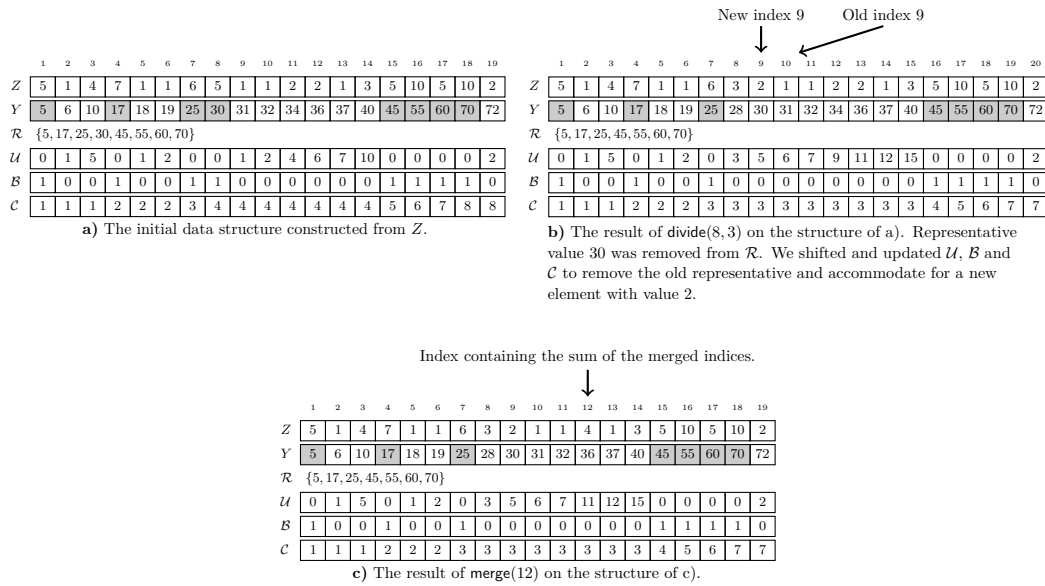 1 2 3 4 5 6 7 8 9 10 11 12 13 14 15 16 17 18 19
Z 5 1 4 7 1 1 6 5 1 1 2 2 1 3 5 10 5 10 2
Y 5 6 10 17 18 19 25 30 31 32 34 36 37 40 45 55 60 70 72
R {5, 17, 25, 30, 45, 55, 60, 70}
U 0 1 5 0 1 2 0 0 1 2 4 6 7 10 0 0 0 0 2
B 1 0 0 1 0 0 1 1 0 0 0 0 0 0 1 1 1 1 0
C 1 1 1 2 2 2 3 4 4 4 4 4 4 4 5 6 7 8 8
a) The initial data structure constructed from Z.
New index 9 Old index 9
1 2 3 4 5 6 7 8 9 10 11 12 13 14 15 16 17 18 19 20
Z 5 1 4 7 1 1 6 3 2 1 1 2 2 1 3 5 10 5 10 2
Y 5 6 10 17 18 19 25 28 30 31 32 34 36 37 40 45 55 60 70 72
R {5, 17, 25, 45, 55, 60, 70}
U 0 1 5 0 1 2 0 3 5 6 7 9 11 12 15 0 0 0 0 2
B 1 0 0 1 0 0 1 0 0 0 0 0 0 0 0 1 1 1 1 0
C 1 1 1 2 2 2 3 3 3 3 3 3 3 3 3 4 5 6 7 7
b) The result of divide(8, 3) on the structure of a). Representative
value 30 was removed from R. We shifted and updated U, B and
C to remove the old representative and accommodate for a new
element with value 2.
Index containing the sum of the merged indices.
1 2 3 4 5 6 7 8 9 10 11 12 13 14 15 16 17 18 19
Z 5 1 4 7 1 1 6 3 2 1 1 4 1 3 5 10 5 10 2
Y 5 6 10 17 18 19 25 28 30 31 32 36 37 40 45 55 60 70 72
R {5, 17, 25, 45, 55, 60, 70}
U 0 1 5 0 1 2 0 3 5 6 7 11 12 15 0 0 0 0 2
B 1 0 0 1 0 0 1 0 0 0 0 0 0 0 1 1 1 1 0
C 1 1 1 2 2 2 3 3 3 3 3 3 3 3 4 5 6 7 7
c) The result of merge(12) on the structure of c).